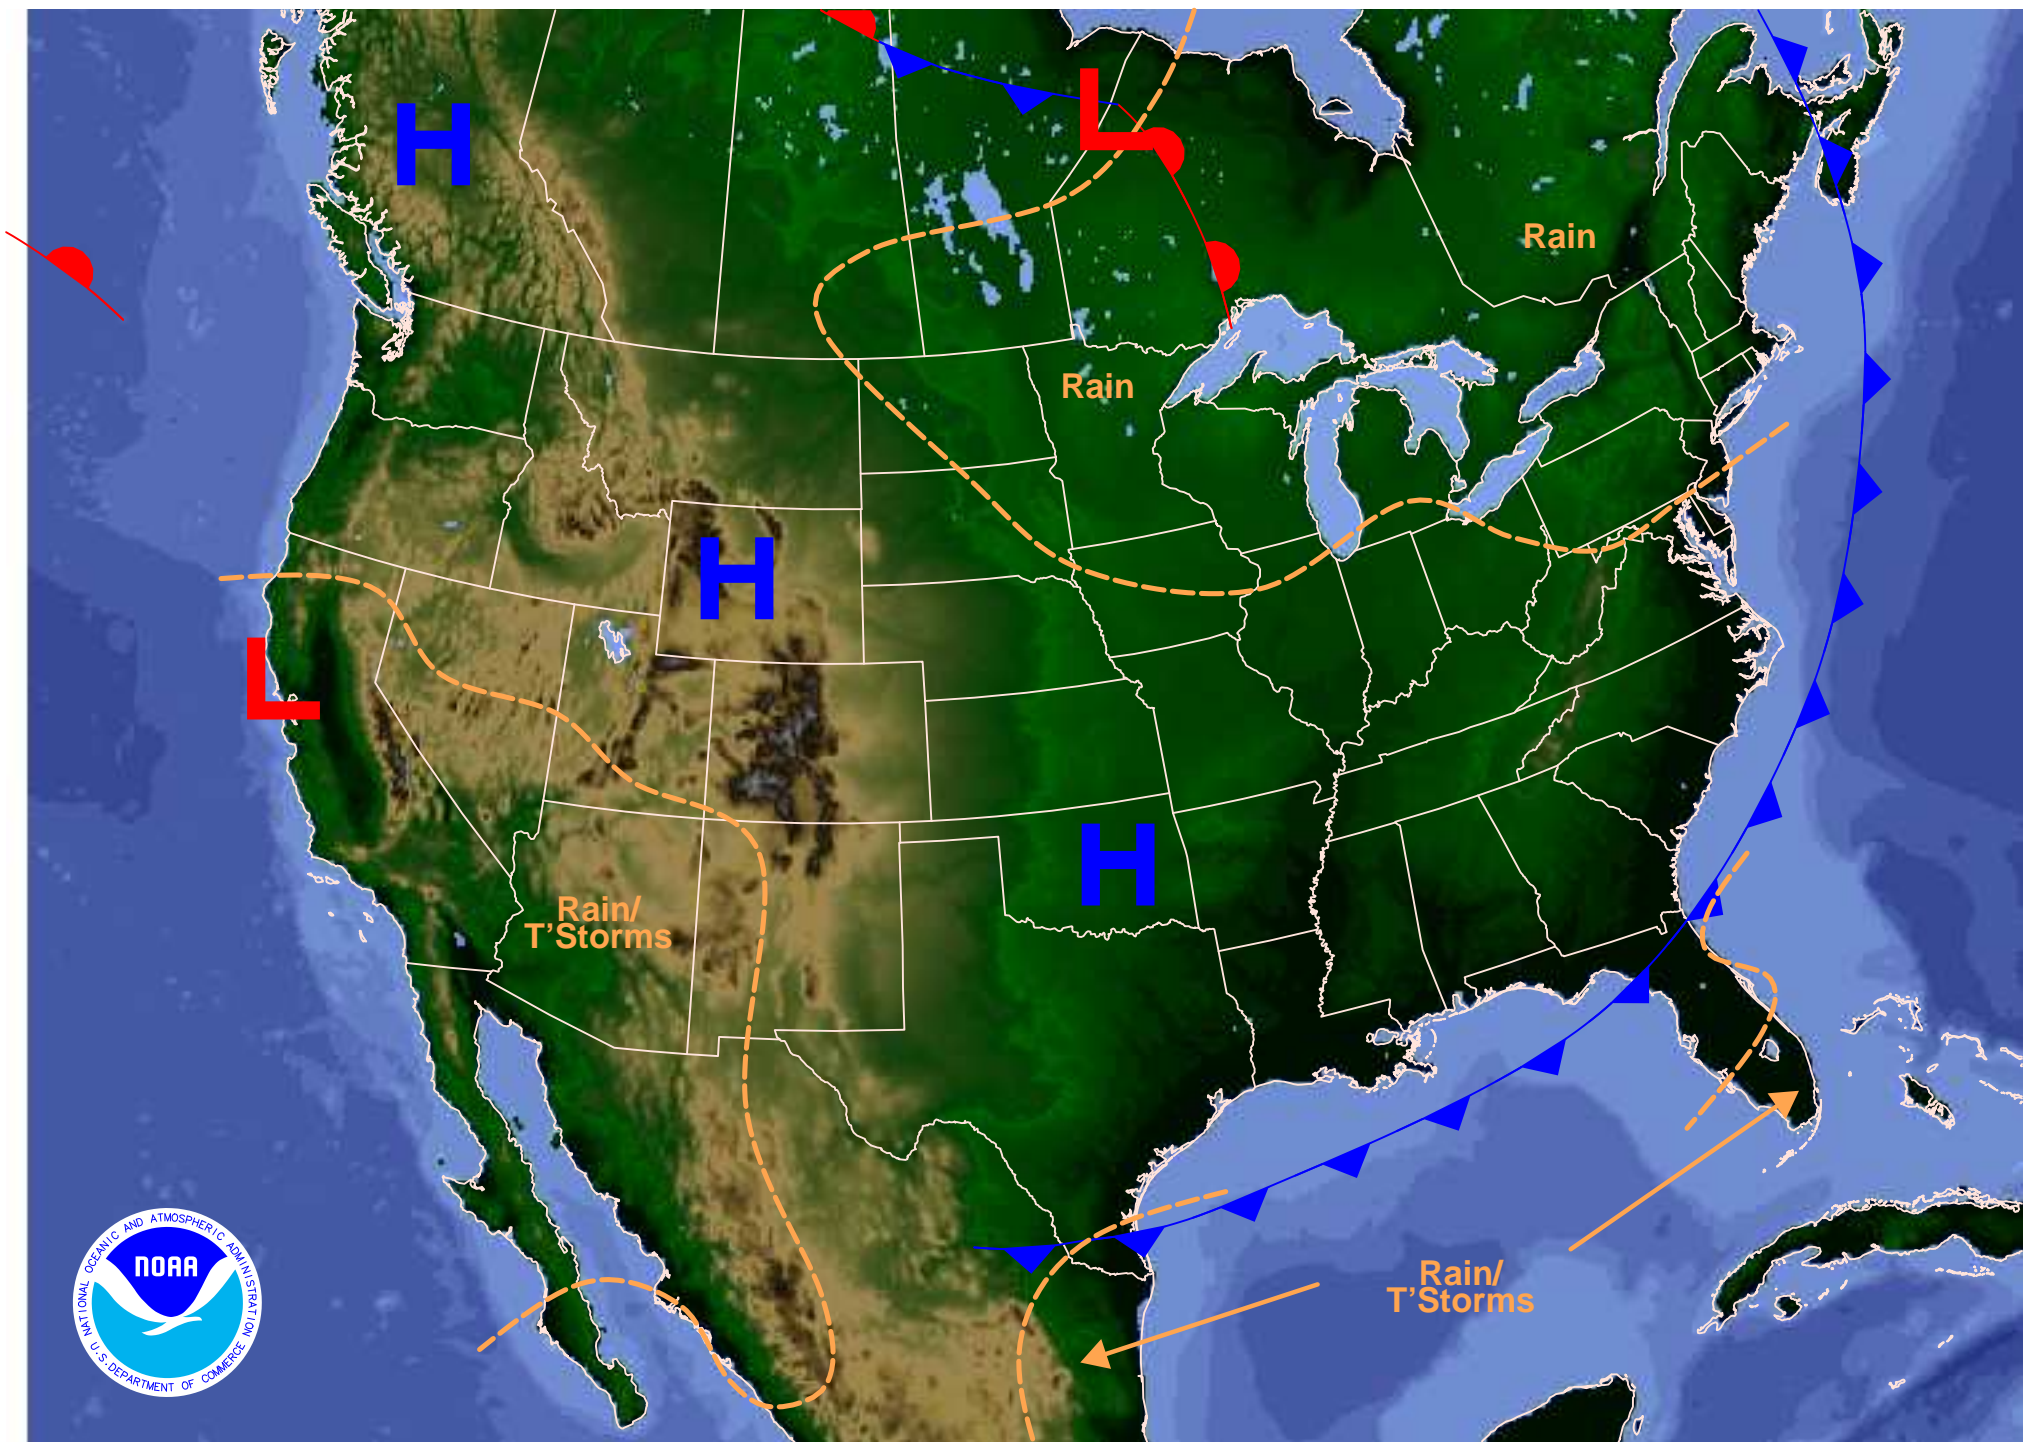 H
L
Rain
Rain
H
L
H
Rain/
T'Storms
Rain/
T'Storms
NATIONAL OCEANIC AND ATMOSPHERIC ADMINISTRATION
NOAA
U.S. DEPARTMENT OF COMMERCE